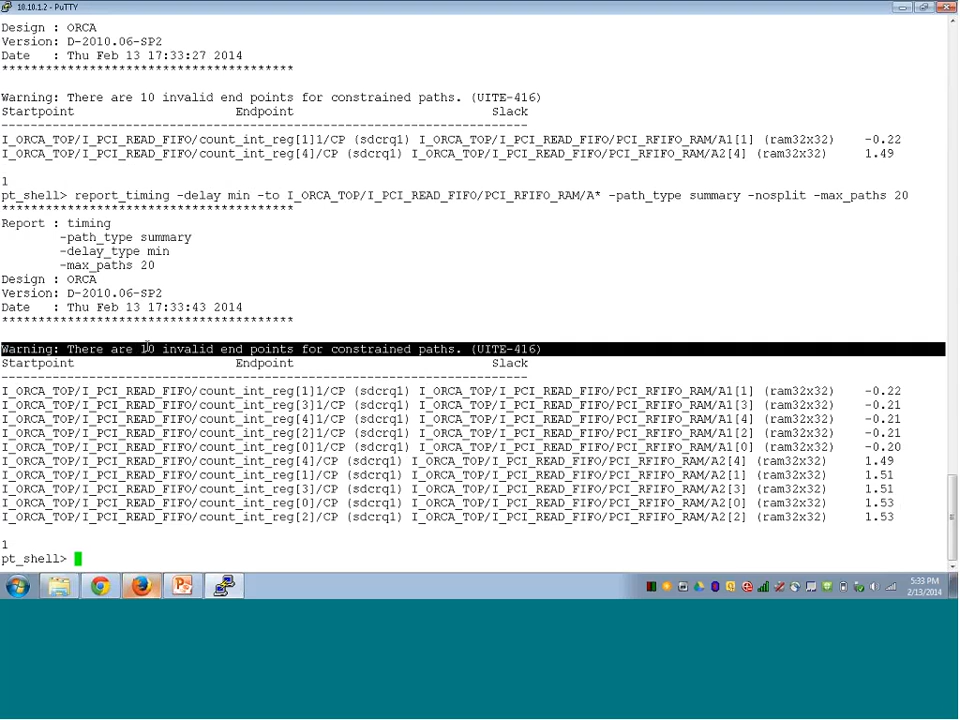 10.10.1.2 - PuTTY
Design : ORCA
Version: D-2010.06-SP2
Date   : Thu Feb 13 17:33:27 2014
****************************************
Warning: There are 10 invalid end points for constrained paths. (UITE-416)
Startpoint                      Endpoint                           Slack
------------------------------------------------------------------------
I_ORCA_TOP/I_PCI_READ_FIFO/count_int_reg[1]1/CP (sdcrq1) I_ORCA_TOP/I_PCI_READ_FIFO/PCI_RFIFO_RAM/A1[1] (ram32x32)    -0.22
I_ORCA_TOP/I_PCI_READ_FIFO/count_int_reg[4]/CP (sdcrq1) I_ORCA_TOP/I_PCI_READ_FIFO/PCI_RFIFO_RAM/A2[4] (ram32x32)     1.49
1
pt_shell> report_timing -delay min -to I_ORCA_TOP/I_PCI_READ_FIFO/PCI_RFIFO_RAM/A* -path_type summary -nosplit -max_paths 20
****************************************
Report : timing
        -path_type summary
        -delay_type min
        -max_paths 20
Design : ORCA
Version: D-2010.06-SP2
Date   : Thu Feb 13 17:33:43 2014
****************************************
Warning: There are 10 invalid end points for constrained paths. (UITE-416)
Startpoint                      Endpoint                           Slack
------------------------------------------------------------------------
I_ORCA_TOP/I_PCI_READ_FIFO/count_int_reg[1]1/CP (sdcrq1) I_ORCA_TOP/I_PCI_READ_FIFO/PCI_RFIFO_RAM/A1[1] (ram32x32)    -0.22
I_ORCA_TOP/I_PCI_READ_FIFO/count_int_reg[3]1/CP (sdcrq1) I_ORCA_TOP/I_PCI_READ_FIFO/PCI_RFIFO_RAM/A1[3] (ram32x32)    -0.21
I_ORCA_TOP/I_PCI_READ_FIFO/count_int_reg[4]1/CP (sdcrq1) I_ORCA_TOP/I_PCI_READ_FIFO/PCI_RFIFO_RAM/A1[4] (ram32x32)    -0.21
I_ORCA_TOP/I_PCI_READ_FIFO/count_int_reg[2]1/CP (sdcrq1) I_ORCA_TOP/I_PCI_READ_FIFO/PCI_RFIFO_RAM/A1[2] (ram32x32)    -0.21
I_ORCA_TOP/I_PCI_READ_FIFO/count_int_reg[0]1/CP (sdcrq1) I_ORCA_TOP/I_PCI_READ_FIFO/PCI_RFIFO_RAM/A1[0] (ram32x32)    -0.20
I_ORCA_TOP/I_PCI_READ_FIFO/count_int_reg[4]/CP (sdcrq1) I_ORCA_TOP/I_PCI_READ_FIFO/PCI_RFIFO_RAM/A2[4] (ram32x32)     1.49
I_ORCA_TOP/I_PCI_READ_FIFO/count_int_reg[1]/CP (sdcrq1) I_ORCA_TOP/I_PCI_READ_FIFO/PCI_RFIFO_RAM/A2[1] (ram32x32)     1.51
I_ORCA_TOP/I_PCI_READ_FIFO/count_int_reg[3]/CP (sdcrq1) I_ORCA_TOP/I_PCI_READ_FIFO/PCI_RFIFO_RAM/A2[3] (ram32x32)     1.51
I_ORCA_TOP/I_PCI_READ_FIFO/count_int_reg[0]/CP (sdcrq1) I_ORCA_TOP/I_PCI_READ_FIFO/PCI_RFIFO_RAM/A2[0] (ram32x32)     1.53
I_ORCA_TOP/I_PCI_READ_FIFO/count_int_reg[2]/CP (sdcrq1) I_ORCA_TOP/I_PCI_READ_FIFO/PCI_RFIFO_RAM/A2[2] (ram32x32)     1.53
1
pt_shell>
5:33 PM
2/13/2014